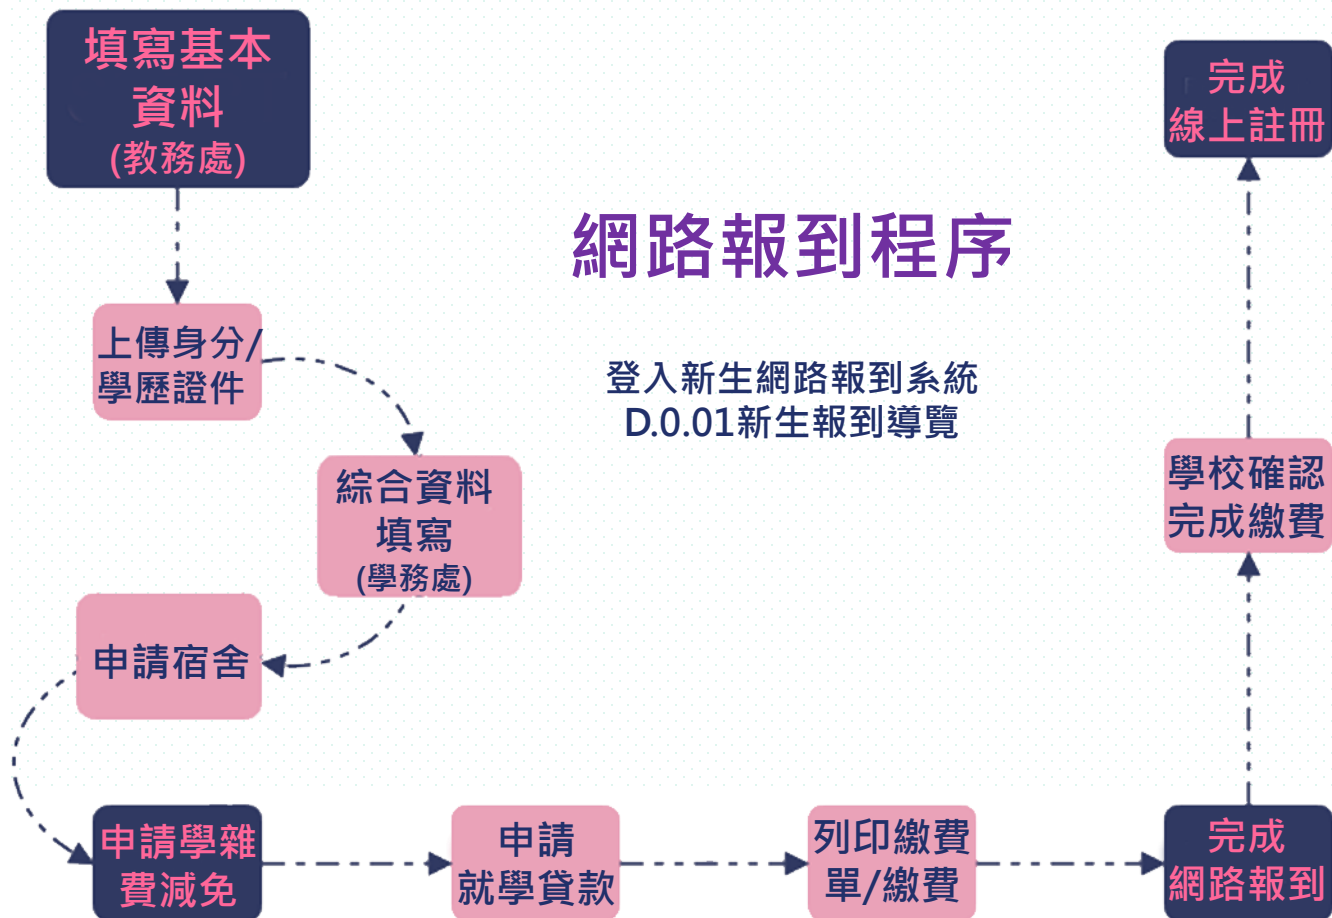 填寫基本
資料
(教務處)
上傳身分/
學歷證件
綜合資料
填寫
(學務處)
申請宿舍
申請學雜
費減免
申請
就學貸款
列印繳費
單/繳費
完成
網路報到
學校確認
完成繳費
完成
線上註冊
網路報到程序
登入新生網路報到系統
D.0.01新生報到導覽